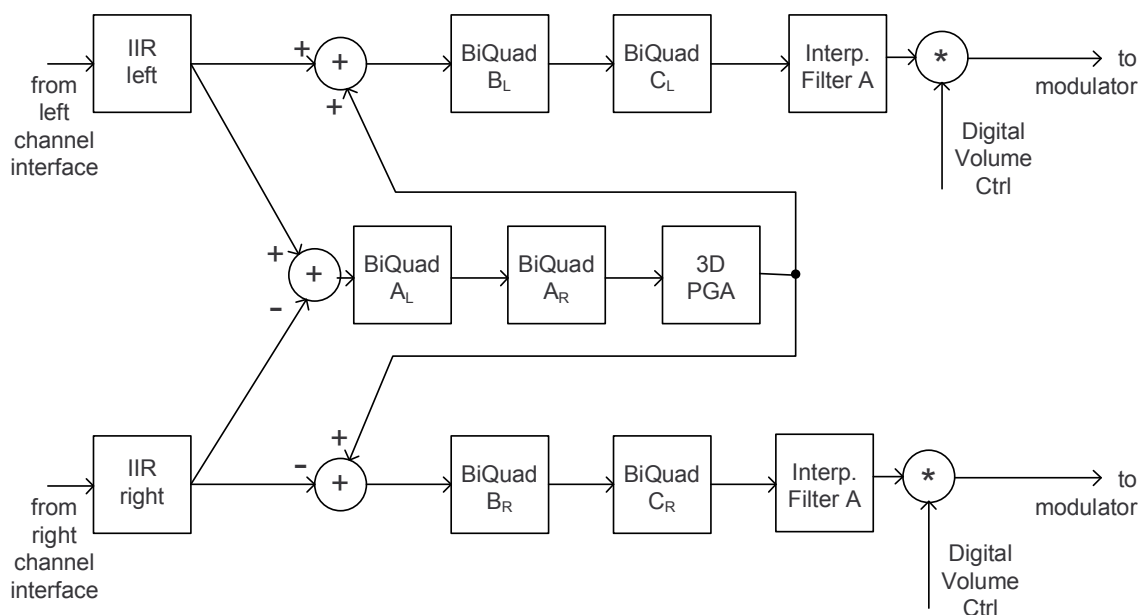 IIR
left
from
left
channel
interface
+
+
+
BiQuad
BL
BiQuad
CL
Interp.
Filter A
*
to
modulator
Digital
Volume
Ctrl
+
-
+
BiQuad
AL
BiQuad
AR
3D
PGA
IIR
right
from
right
channel
interface
+
-
+
BiQuad
BR
BiQuad
CR
Interp.
Filter A
*
to
modulator
Digital
Volume
Ctrl